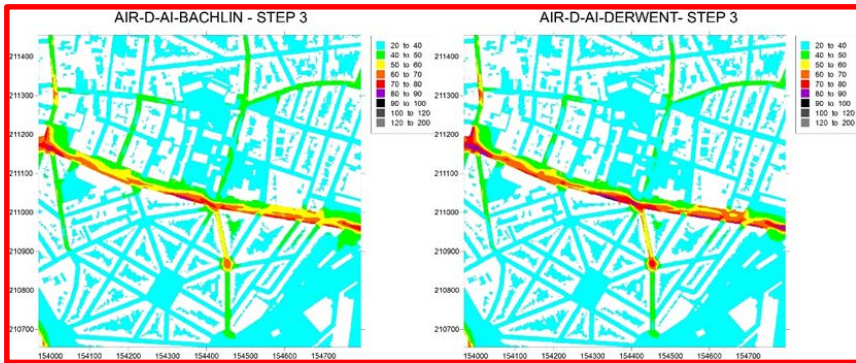 AIR-D-AI-BACHLIN - STEP 3
211400
211300
211200
211100
211000
210900
210800
210700
154000 154100 154200 154300 154400 154500 154600 154700
20 to 40
40 to 50
50 to 60
60 to 70
70 to 80
80 to 90
90 to 100
100 to 120
120 to 200
AIR-D-AI-DERWENT- STEP 3
211400
211300
211200
211100
211000
210900
210800
210700
154000 154100 154200 154300 154400 154500 154600 154700
20 to 40
40 to 50
50 to 60
60 to 70
70 to 80
80 to 90
90 to 100
100 to 120
120 to 200